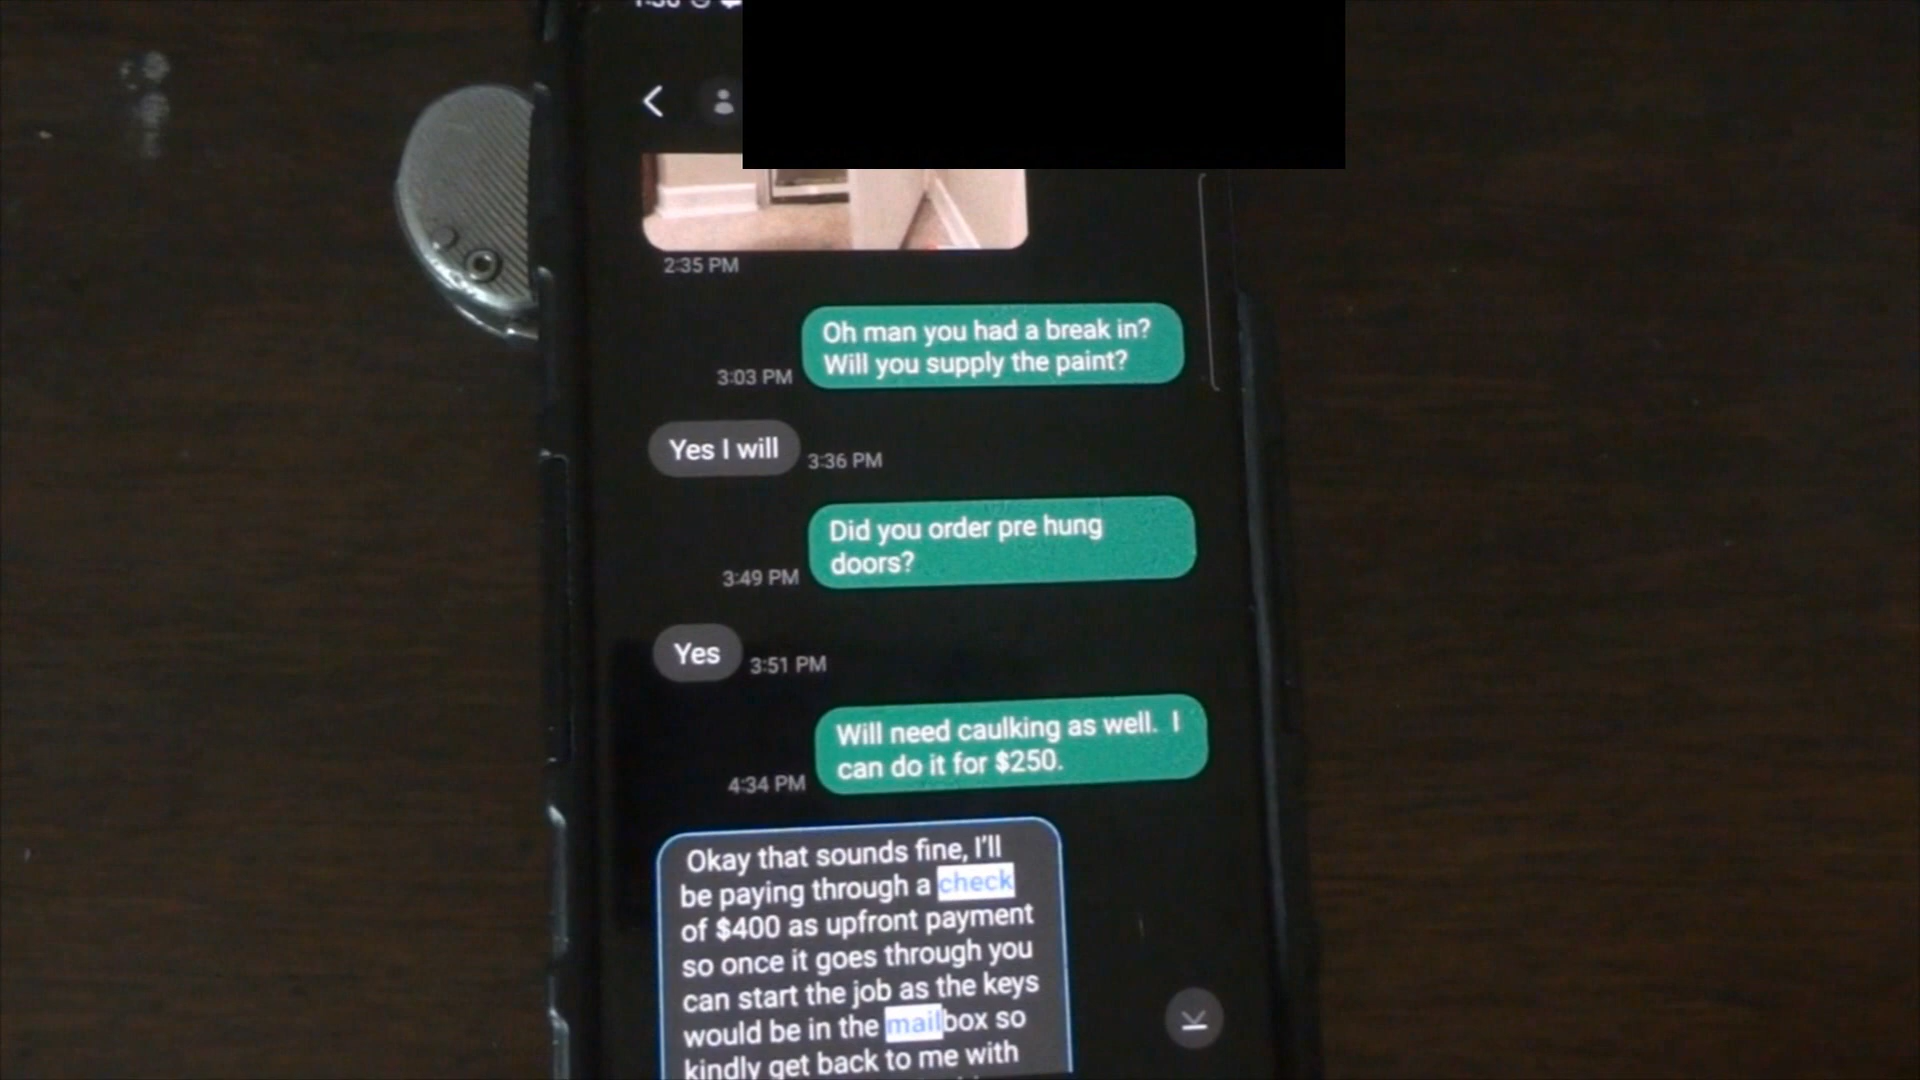 2:35 PM
Oh man you had a break in?
Will you supply the paint?
3:03 PM
Yes I will
3:36 PM
Did you order pre hung
doors?
3:49 PM
Yes
3:51 PM
Will need caulking as well. I
can do it for $250.
4:34 PM
Okay that sounds fine, I'll
be paying through a check
of $400 as upfront payment
so once it goes through you
can start the job as the keys
would be in the mailbox so
kindly get back to me with